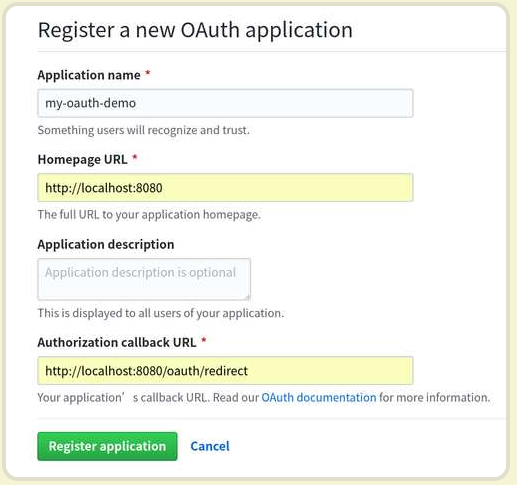 Register a new OAuth application
Application name *
my-oauth-demo
Something users will recognize and trust.
Homepage URL *
http://localhost:8080
The full URL to your application homepage.
Application description
Application description is optional
This is displayed to all users of your application.
Authorization callback URL *
http://localhost:8080/oauth/redirect
Your application’s callback URL. Read our OAuth documentation for more information.
Register application Cancel